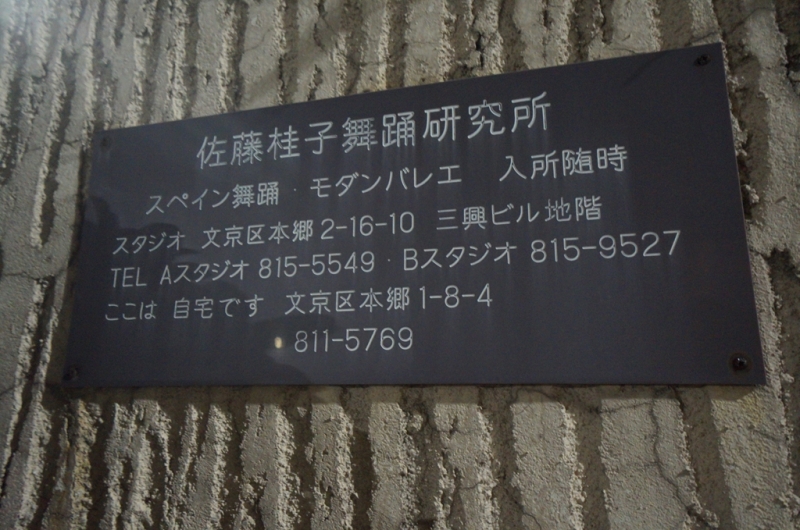 佐藤桂子舞踊研究所
スペイン舞踊・モダンバレエ 入所随時
スタジオ 文京区本郷2-16-10 三興ビル地階
TEL Aスタジオ 815-5549・Bスタジオ 815-9527
ここは 自宅です 文京区本郷1-8-4
811-5769